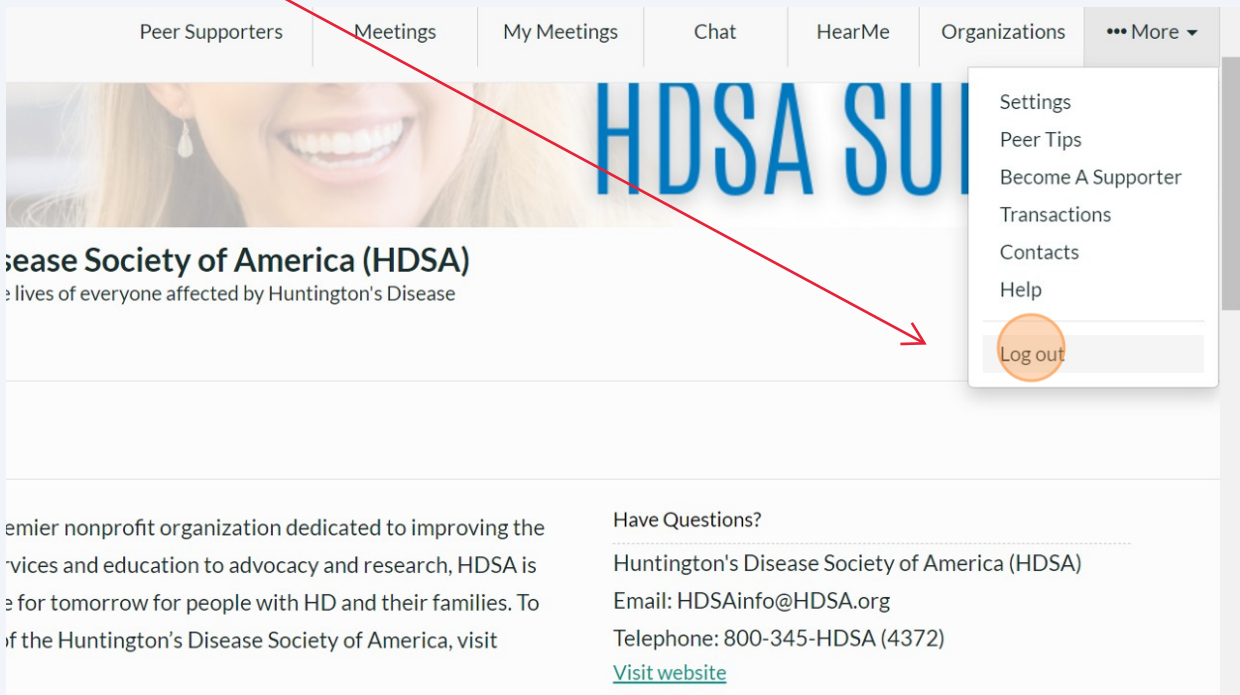 Peer Supporters Meetings My Meetings Chat HearMe Organizations ••• More
Settings
Peer Tips
Become A Supporter
Transactions
Contacts
Help
Log out
HDSA SU
sease Society of America (HDSA)
lives of everyone affected by Huntington's Disease
emier nonprofit organization dedicated to improving the
rvices and education to advocacy and research, HDSA is
e for tomorrow for people with HD and their families. To
of the Huntington's Disease Society of America, visit
Have Questions?
Huntington's Disease Society of America (HDSA)
Email: HDSAinfo@HDSA.org
Telephone: 800-345-HDSA (4372)
Visit website